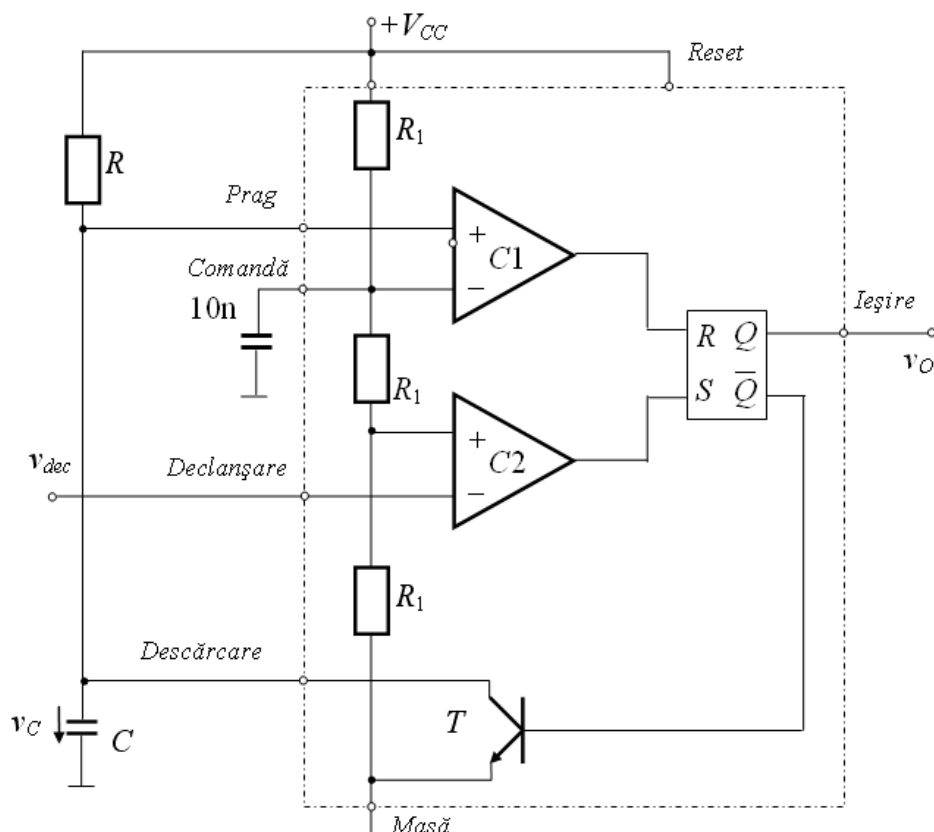 +V_CC
Reset
R_1
R
Prag
+
C1
−
Comandă
10n
Ieşire
R Q
v_O
R_1
S Q̅
+
C2
v_dec
Declanşare
−
R_1
Descărcare
v_C
C
T
Masă